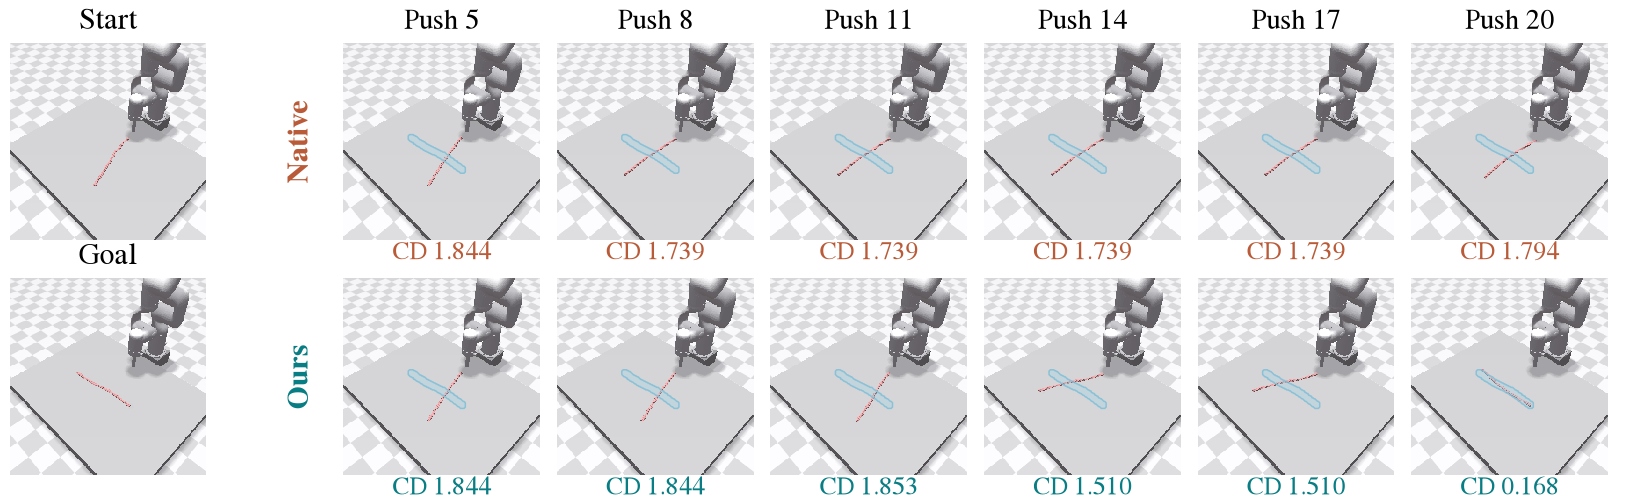 Start
Push 5
Push 8
Push 11
Push 14
Push 17
Push 20
Native
CD 1.844
CD 1.739
CD 1.739
CD 1.739
CD 1.739
CD 1.794
Goal
Ours
CD 1.844
CD 1.844
CD 1.853
CD 1.510
CD 1.510
CD 0.168